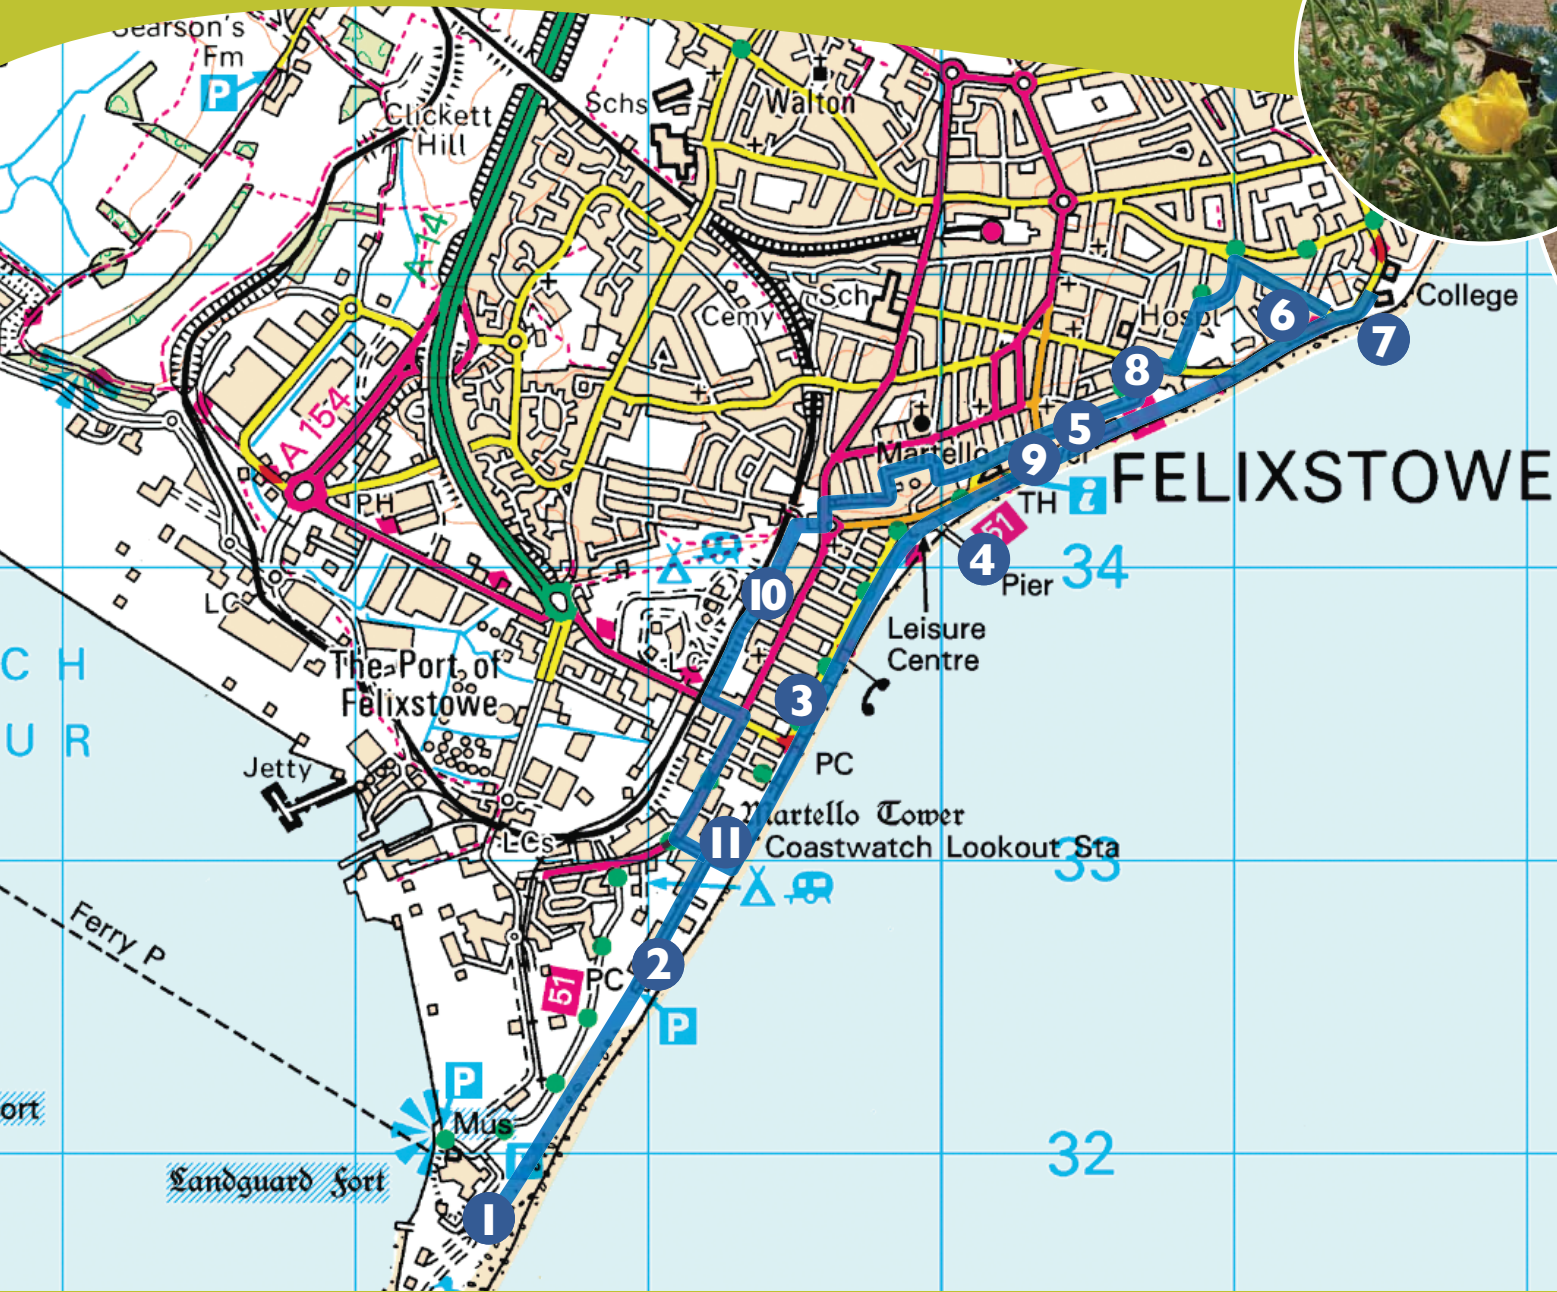 Searson's
Fm
P
Clickett
Hill
Schs
Walton
A 14
Sch
Cemy
Hospl
College
6
7
8
5
9
A 154
PH
Martello
FELIXSTOWE
TH
i
51
4
Pier
34
10
LC
LC
Leisure
Centre
C H
The Port of
Felixstowe
U R
3
PC
Jetty
Martello Tower
11
Coastwatch Lookout Sta
33
LCs
Ferry P
2
51
PC
P
P
ort
Mus
P
32
Landguard Fort
1